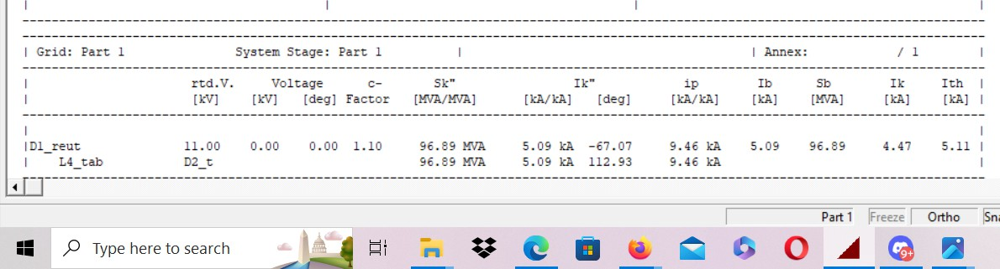 | Grid: Part 1 System Stage: Part 1 | | Annex: / 1 |
| rtd.V. Voltage c- Sk" Ik" ip Ib Sb Ik Ith |
| [kV] [kV] [deg] Factor [MVA/MVA] [kA/kA] [deg] [kA/kA] [kA] [MVA] [kA] [kA] |
|D1_reut 11.00 0.00 0.00 1.10 96.89 MVA 5.09 kA -67.07 9.46 kA 5.09 96.89 4.47 5.11 |
| L4_tab D2_t 96.89 MVA 5.09 kA 112.93 9.46 kA |
Part 1 Freeze Ortho Sna
Type here to search 9+